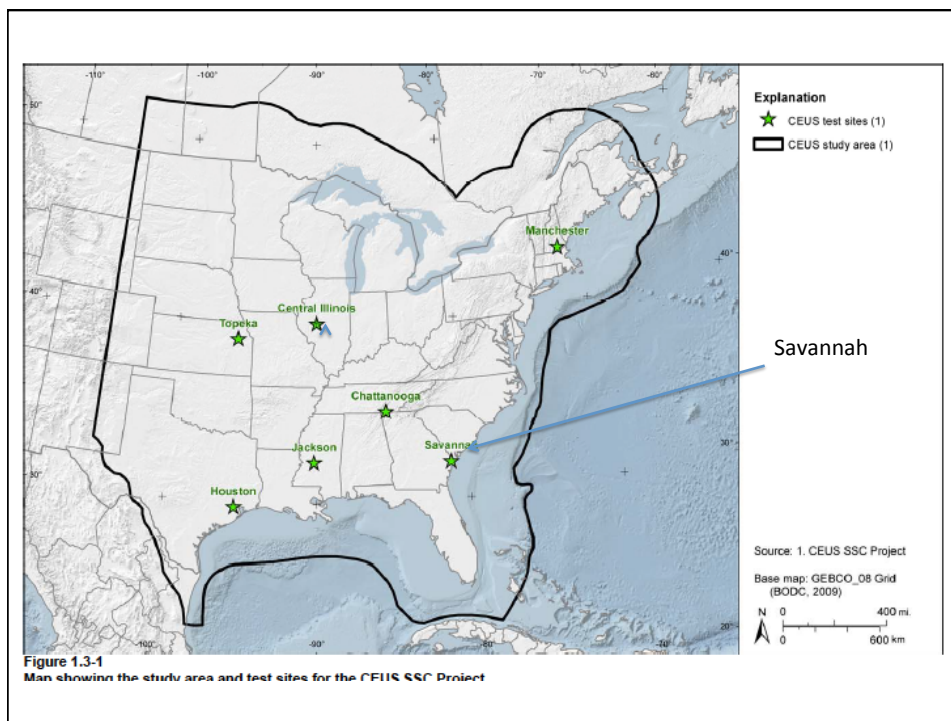 -110°
-100°
-90°
-80°
-70°
-60°
50°
50°
40°
40°
30°
30°
20°
-100°
-90°
-80°
Manchester
Central Illinois
Topeka
Chattanooga
Jackson
Savannah
Houston
Savannah
Explanation
CEUS test sites (1)
CEUS study area (1)
Source: 1. CEUS SSC Project
Base map: GEBCO_08 Grid
(BODC, 2009)
N
0 400 mi.
0 600 km
Figure 1.3-1
Map showing the study area and test sites for the CEUS SSC Project